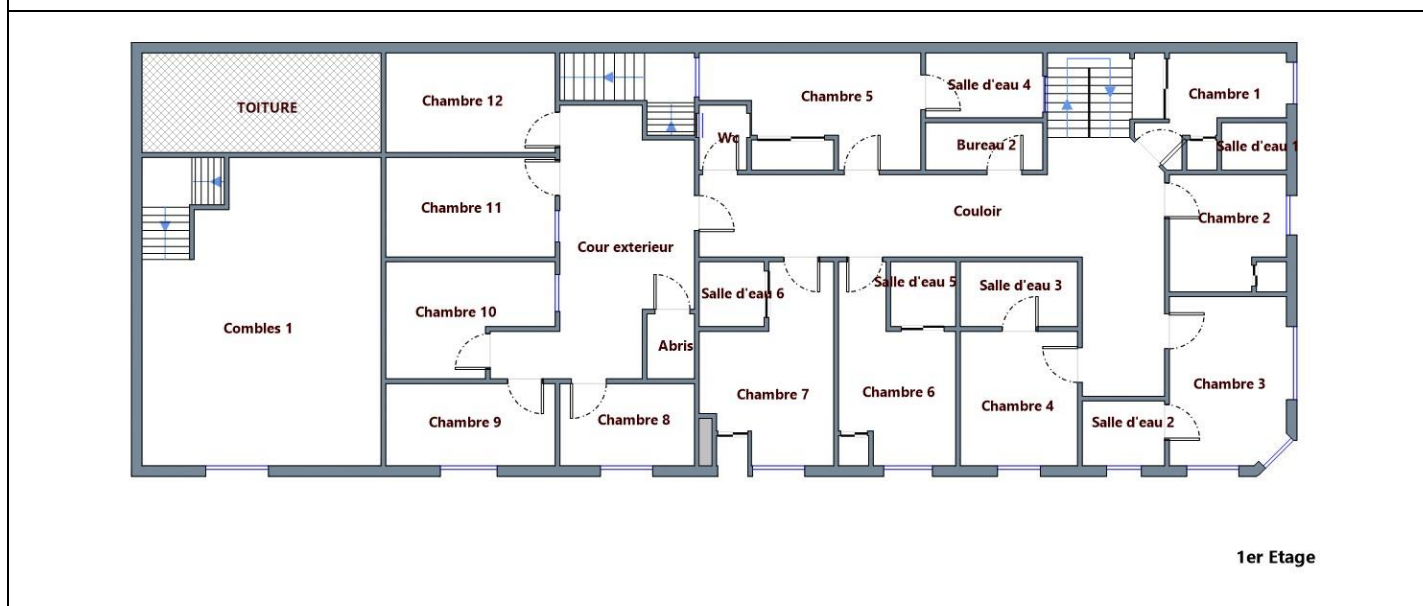 TOITURE
Chambre 12
Chambre 5
Salle d'eau 4
Chambre 1
Wc
Bureau 2
Salle d'eau 1
Chambre 11
Couloir
Chambre 2
Cour exterieur
Salle d'eau 6
Salle d'eau 5
Salle d'eau 3
Chambre 10
Combles 1
Abris
Chambre 3
Chambre 7
Chambre 6
Chambre 4
Chambre 9
Chambre 8
Salle d'eau 2
1er Etage